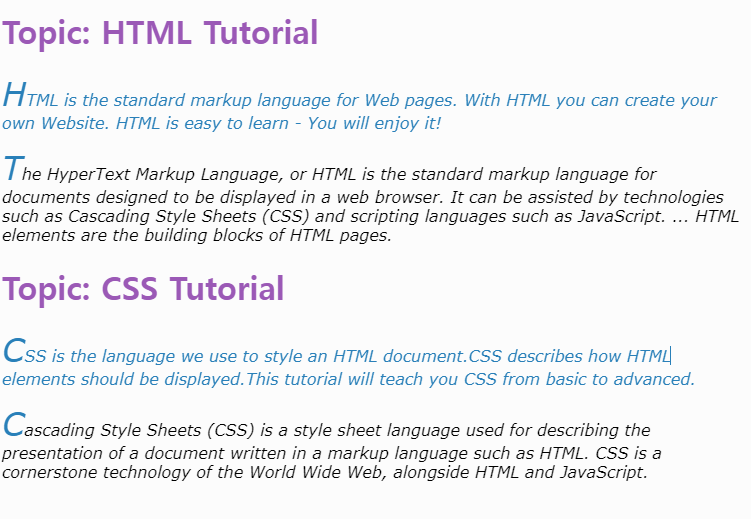 Topic: HTML Tutorial
HTML is the standard markup language for Web pages. With HTML you can create your
own Website. HTML is easy to learn - You will enjoy it!
The HyperText Markup Language, or HTML is the standard markup language for
documents designed to be displayed in a web browser. It can be assisted by technologies
such as Cascading Style Sheets (CSS) and scripting languages such as JavaScript. ... HTML
elements are the building blocks of HTML pages.
Topic: CSS Tutorial
CSS is the language we use to style an HTML document.CSS describes how HTML
elements should be displayed.This tutorial will teach you CSS from basic to advanced.
Cascading Style Sheets (CSS) is a style sheet language used for describing the
presentation of a document written in a markup language such as HTML. CSS is a
cornerstone technology of the World Wide Web, alongside HTML and JavaScript.